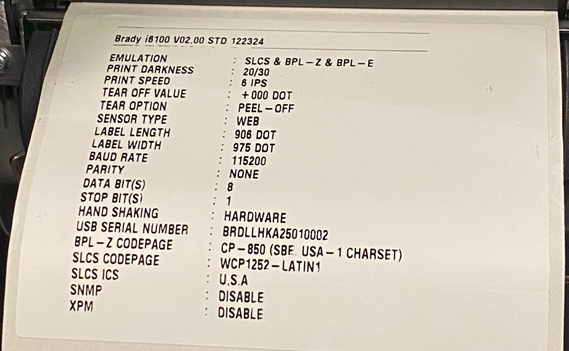 Brady i6100 V02.00 STD 122324
EMULATION : SLCS & BPL-Z & BPL-E
PRINT DARKNESS : 20/30
PRINT SPEED : 6 IPS
TEAR OFF VALUE : +000 DOT
TEAR OPTION : PEEL-OFF
SENSOR TYPE : WEB
LABEL LENGTH : 906 DOT
LABEL WIDTH : 975 DOT
BAUD RATE : 115200
PARITY : NONE
DATA BIT(S) : 8
STOP BIT(S) : 1
HAND SHAKING : HARDWARE
USB SERIAL NUMBER : BRDLLHKA25010002
BPL-Z CODEPAGE : CP-850 (SBE. USA-1 CHARSET)
SLCS CODEPAGE : WCP1252-LATIN1
SLCS ICS : U.S.A
SNMP : DISABLE
XPM : DISABLE